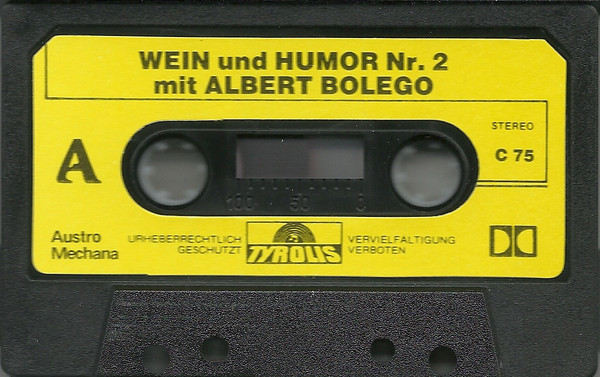 WEIN und HUMOR Nr. 2
mit ALBERT BOLEGO
STEREO
C 75
A
100 50 0
Austro
Mechana
URHEBERRECHTLICH
GESCHÜTZT
TYROLIS
VERVIELFALTIGUNG
VERBOTEN